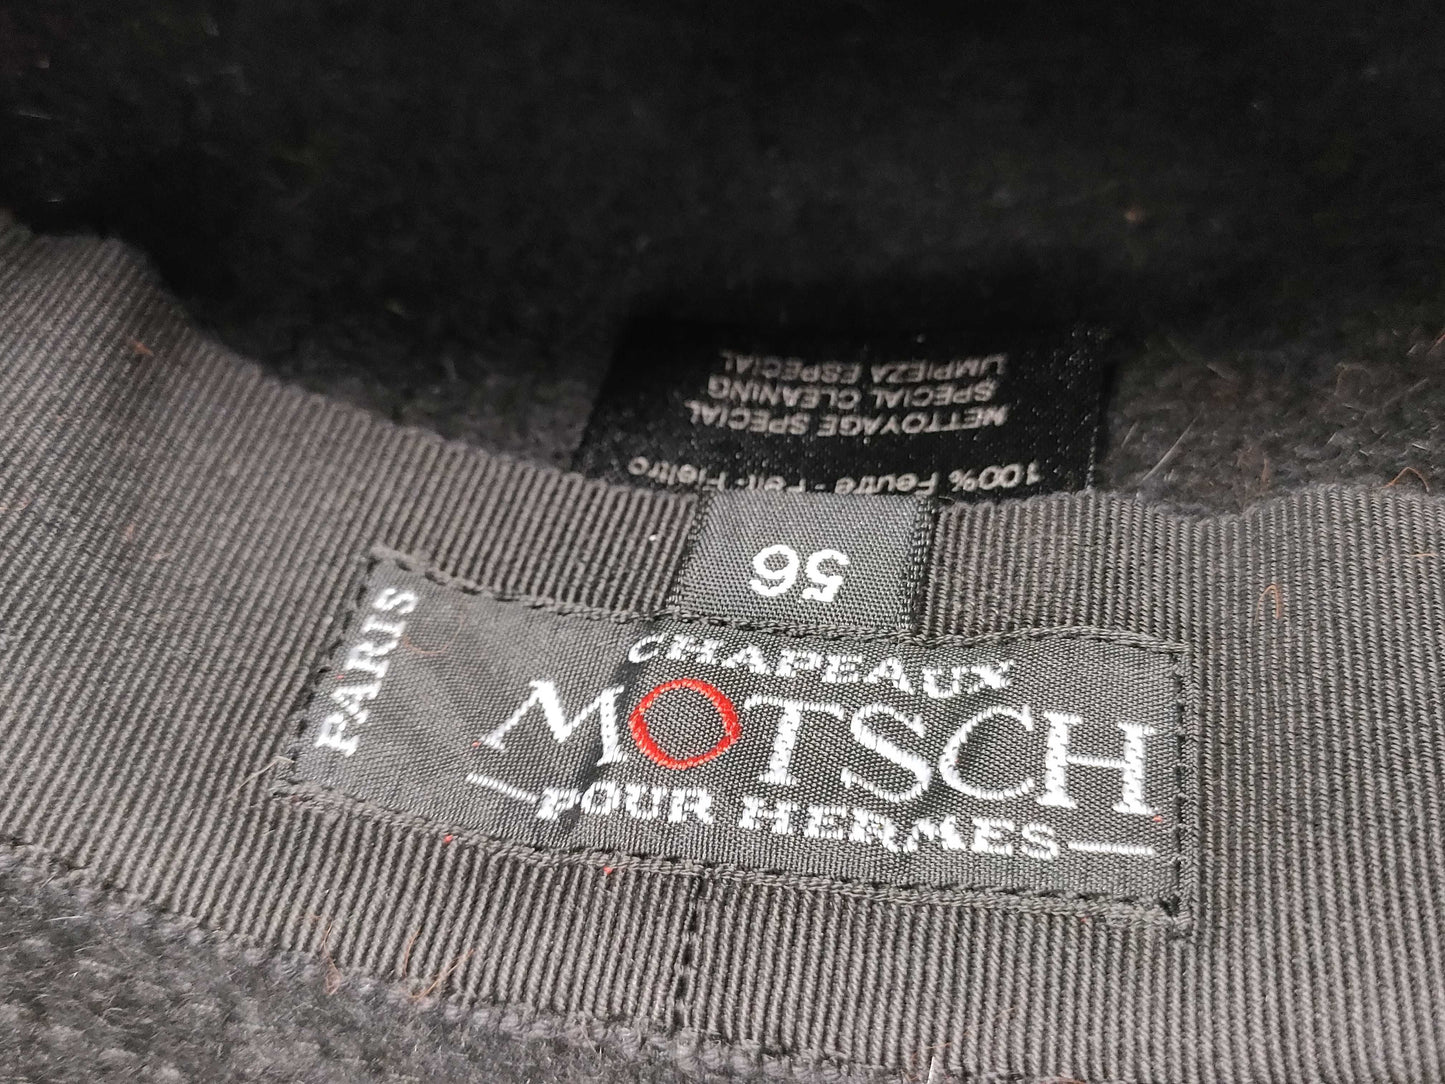 PARIS
CHAPEAUX
MOTSCH
POUR HERMES
56
100% Feutre - Felt- Fieltro
NETTOYAGE SPECIAL
SPECIAL CLEANING
LIMPIEZA ESPECIAL